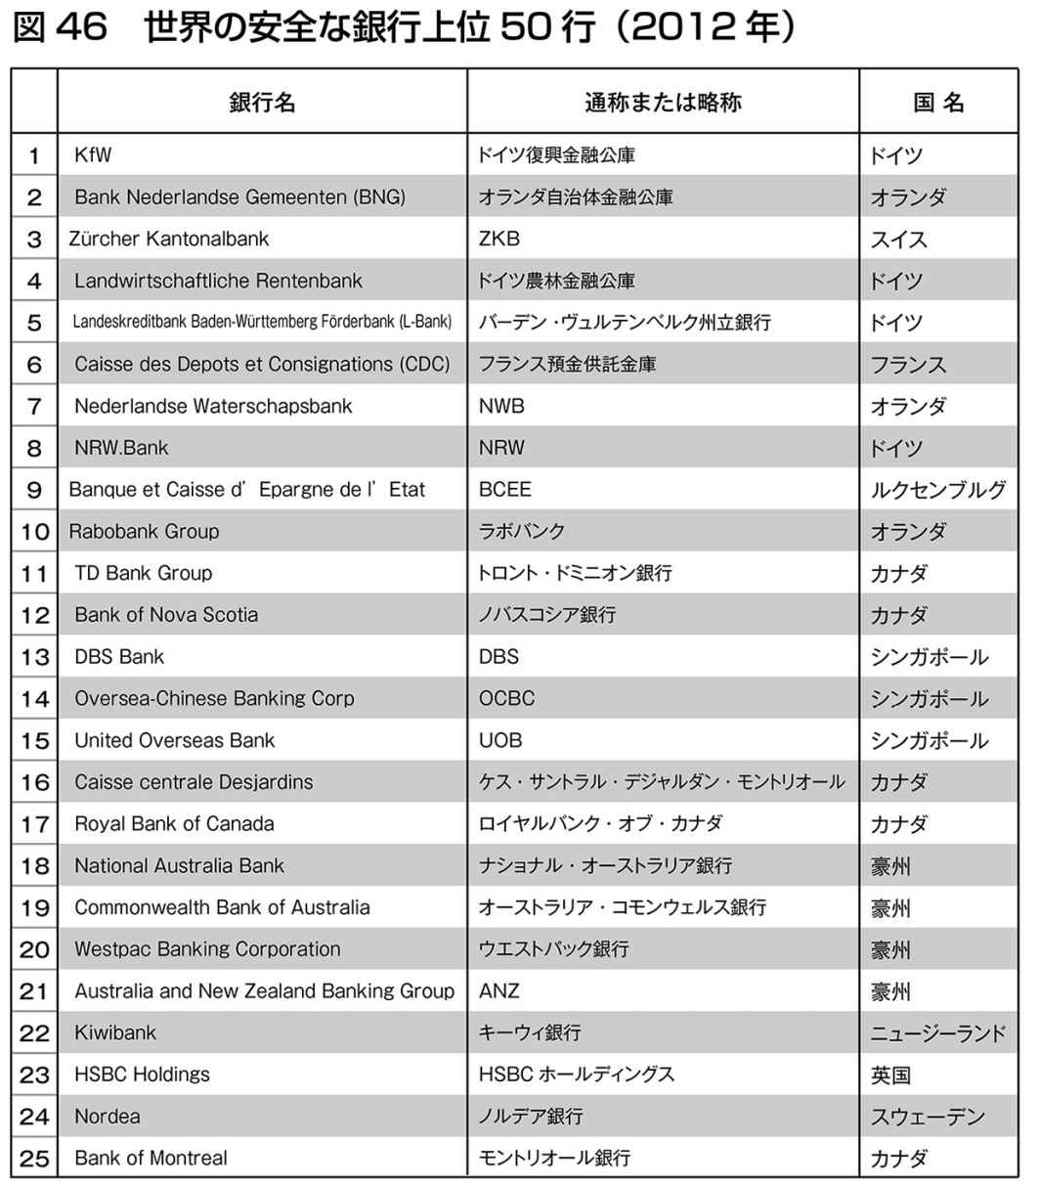 図46　世界の安全な銀行上位50行（2012年）
銀行名 通称または略称 国名
1 KfW ドイツ復興金融公庫 ドイツ
2 Bank Nederlandse Gemeenten (BNG) オランダ自治体金融公庫 オランダ
3 Zürcher Kantonalbank ZKB スイス
4 Landwirtschaftliche Rentenbank ドイツ農林金融公庫 ドイツ
5 Landeskreditbank Baden-Württemberg Förderbank (L-Bank) バーデン・ヴュルテンベルク州立銀行 ドイツ
6 Caisse des Depots et Consignations (CDC) フランス預金供託金庫 フランス
7 Nederlandse Waterschapsbank NWB オランダ
8 NRW.Bank NRW ドイツ
9 Banque et Caisse d’Epargne de l’Etat BCEE ルクセンブルグ
10 Rabobank Group ラボバンク オランダ
11 TD Bank Group トロント・ドミニオン銀行 カナダ
12 Bank of Nova Scotia ノバスコシア銀行 カナダ
13 DBS Bank DBS シンガポール
14 Oversea-Chinese Banking Corp OCBC シンガポール
15 United Overseas Bank UOB シンガポール
16 Caisse centrale Desjardins ケス・サントラル・デジャルダン・モントリオール カナダ
17 Royal Bank of Canada ロイヤルバンク・オブ・カナダ カナダ
18 National Australia Bank ナショナル・オーストラリア銀行 豪州
19 Commonwealth Bank of Australia オーストラリア・コモンウェルス銀行 豪州
20 Westpac Banking Corporation ウエストパック銀行 豪州
21 Australia and New Zealand Banking Group ANZ 豪州
22 Kiwibank キーウィ銀行 ニュージーランド
23 HSBC Holdings HSBCホールディングス 英国
24 Nordea ノルデア銀行 スウェーデン
25 Bank of Montreal モントリオール銀行 カナダ